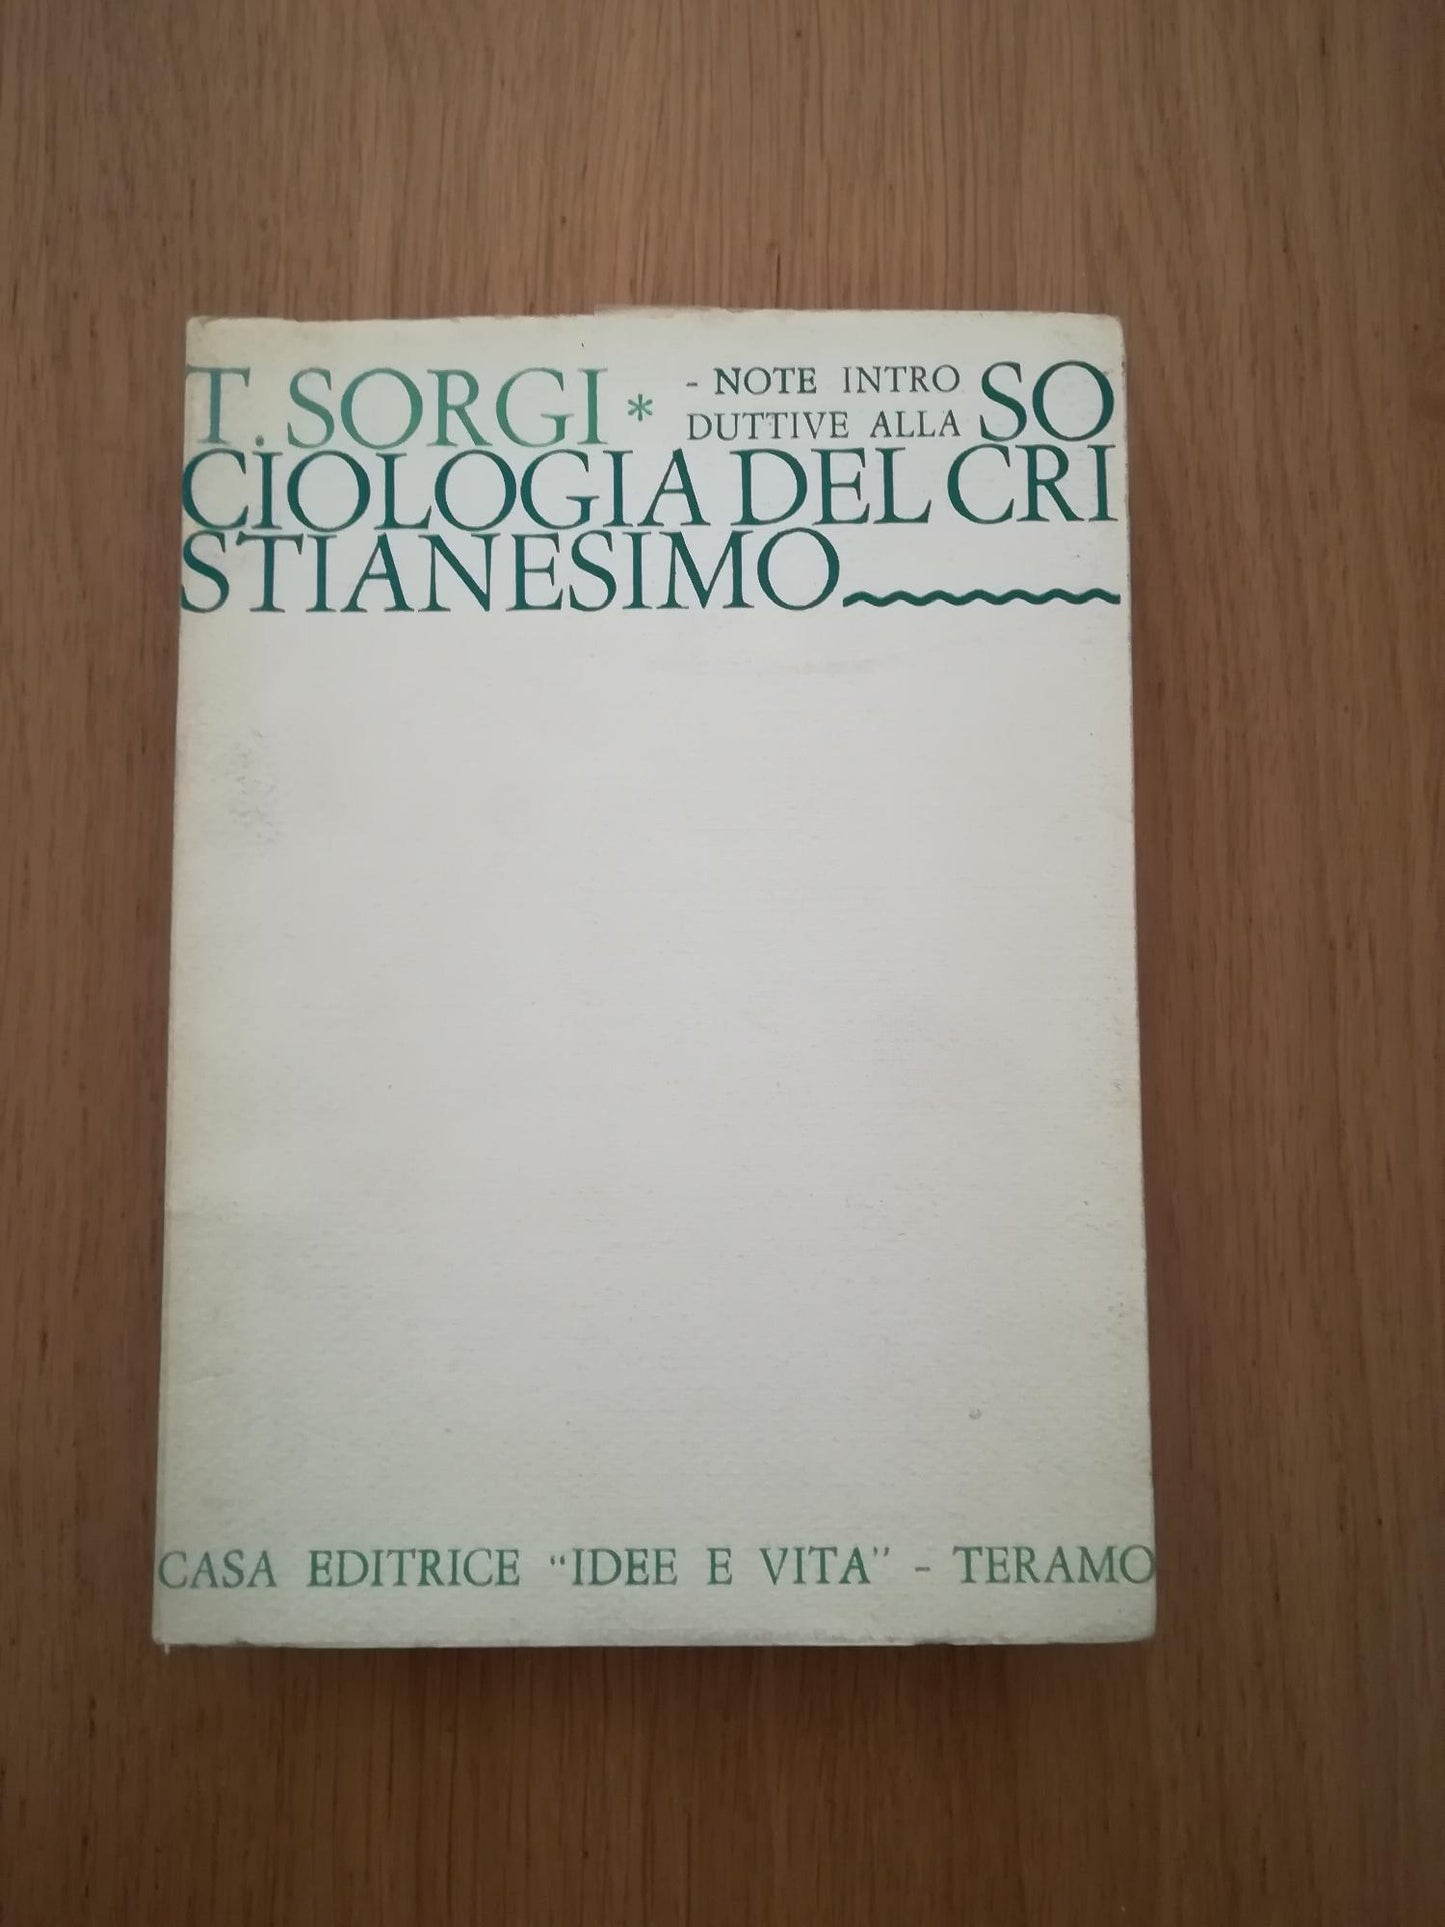 T. SORGI * - NOTE INTRO
DUTTIVE ALLA SO
CIOLOGIA DEL CRI
STIANESIMO
CASA EDITRICE "IDEE E VITA" - TERAMO